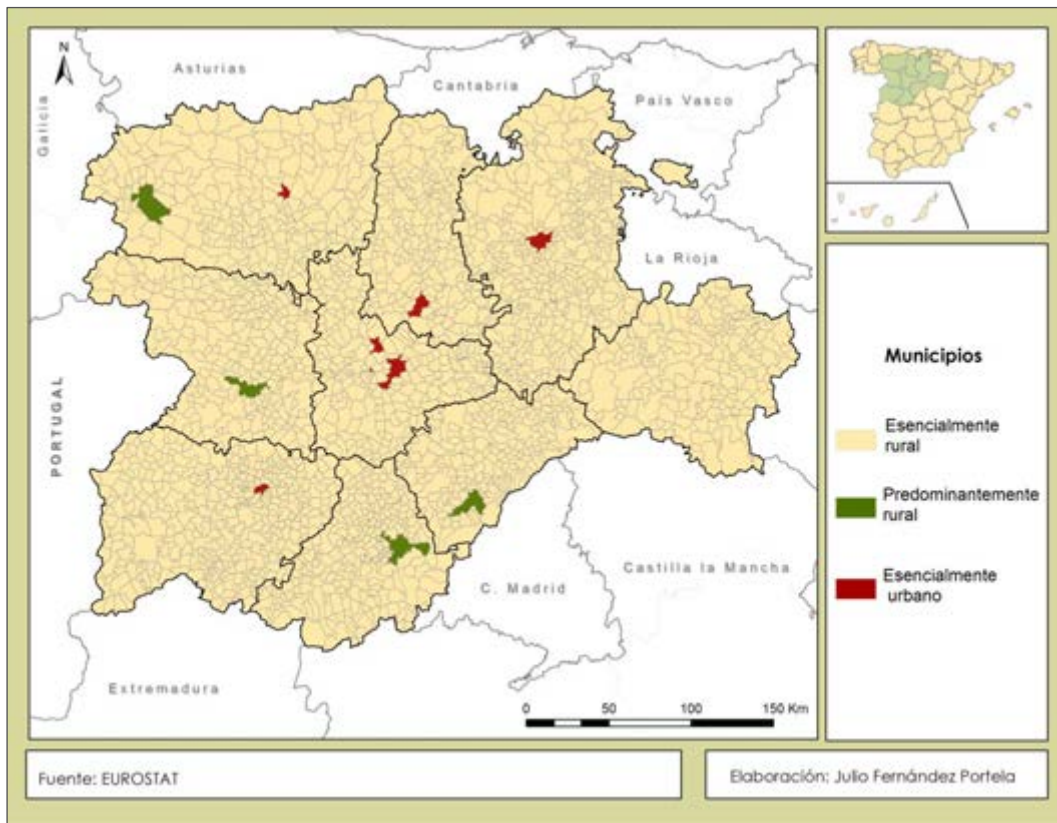 N
Asturias
Cantabria
País Vasco
Galicia
La Rioja
PORTUGAL
C. Madrid
Castilla la Mancha
Extremadura
0 50 100 150 Km
Municipios
Esencialmente
rural
Predominantemente
rural
Esencialmente
urbano
Fuente: EUROSTAT
Elaboración: Julio Fernández Portela